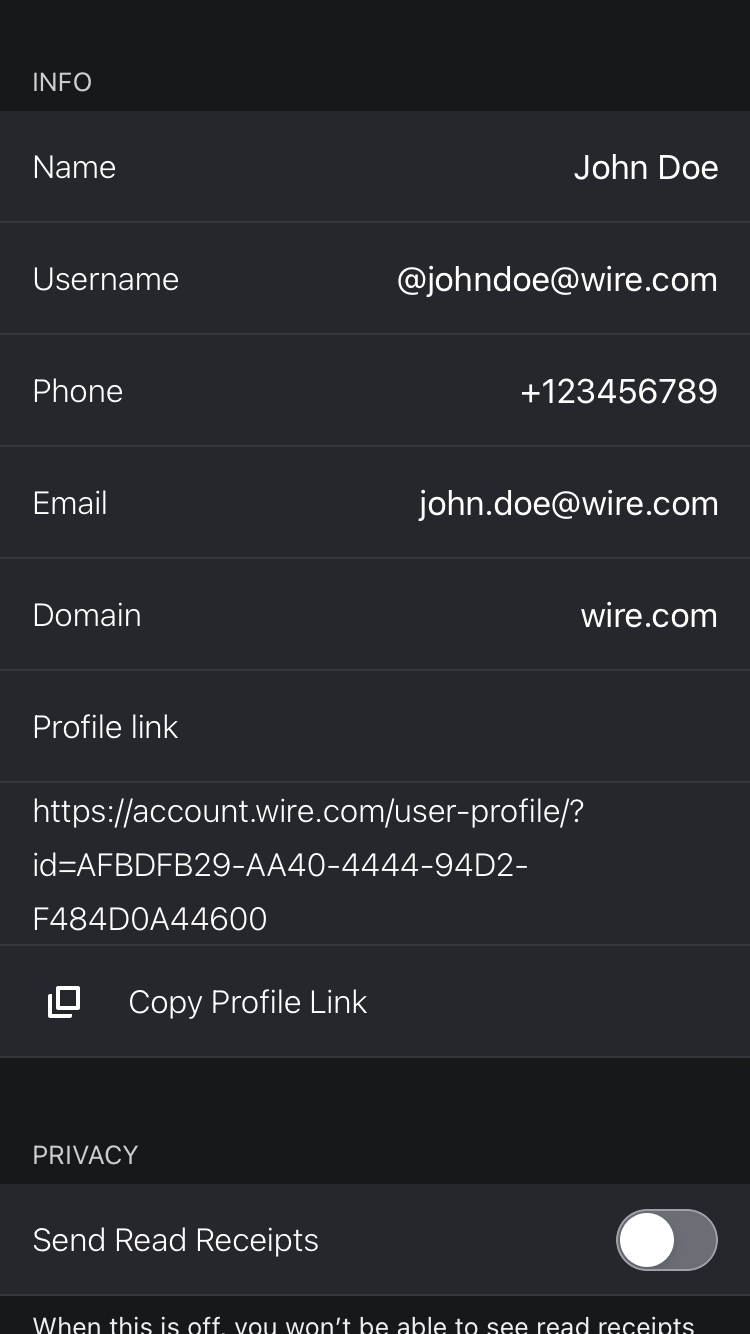 INFO
Name John Doe
Username @johndoe@wire.com
Phone +123456789
Email john.doe@wire.com
Domain wire.com
Profile link
https://account.wire.com/user-profile/?
id=AFBDFB29-AA40-4444-94D2-
F484D0A44600
Copy Profile Link
PRIVACY
Send Read Receipts
When this is off, you won’t be able to see read receipts